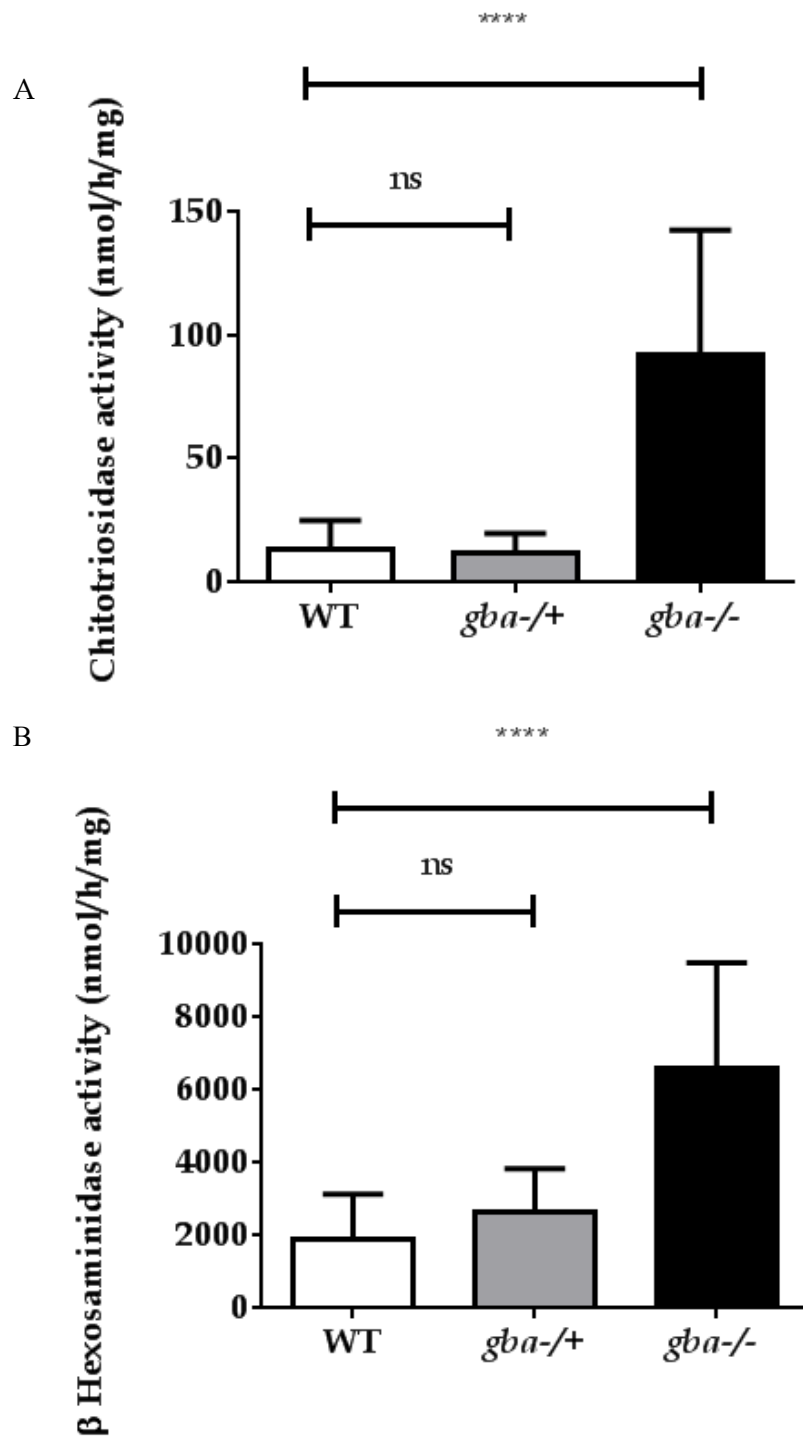 ****
A
Chitotriosidase activity (nmol/h/mg)
ns
150
100
50
0
WT gba-/+ gba-/-
B
****
β Hexosaminidase activity (nmol/h/mg)
ns
10000
8000
6000
4000
2000
0
WT gba-/+ gba-/-